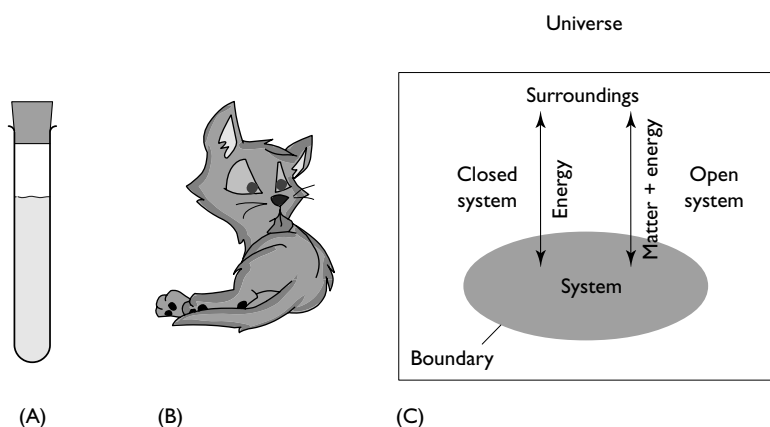 Universe
Surroundings
Closed
system
Energy
Matter + energy
Open
system
System
Boundary
(A)
(B)
(C)